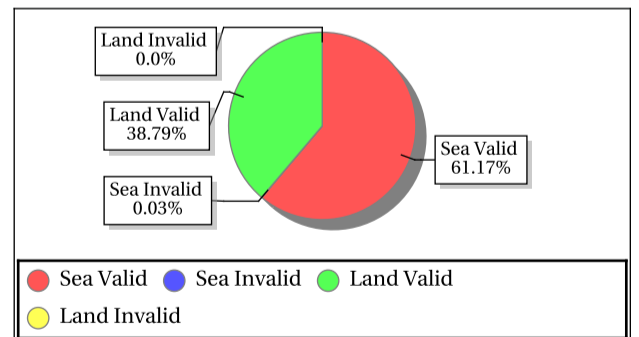 Land Invalid
0.0%
Land Valid
38.79%
Sea Valid
61.17%
Sea Invalid
0.03%
Sea Valid Sea Invalid Land Valid
Land Invalid